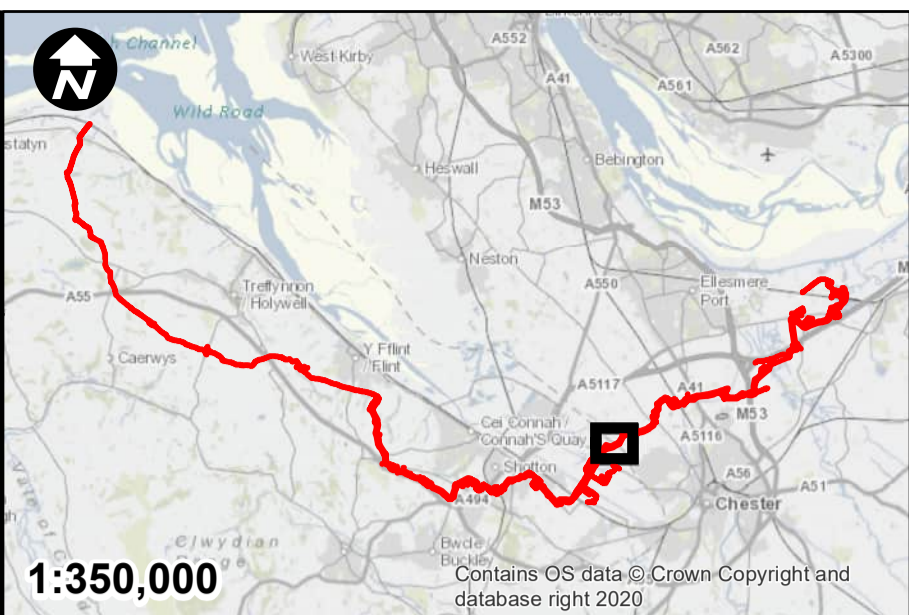 N
A552
A562
A5300
Channel
West Kirby
A41
A561
Wild Road
Heswall
Bebington
M53
Neston
A550
Ellesmere
Port
Treffynnon
/ Holywell
A55
Caerwys
Y Fflint
/ Flint
A5117
A41
M53
Cei Connah /
Connah'S Quay
A5116
Shotton
A56
A51
A494
Chester
Clwydian
Range
Bwcle
Buckley
1:350,000
Contains OS data © Crown Copyright and
database right 2020